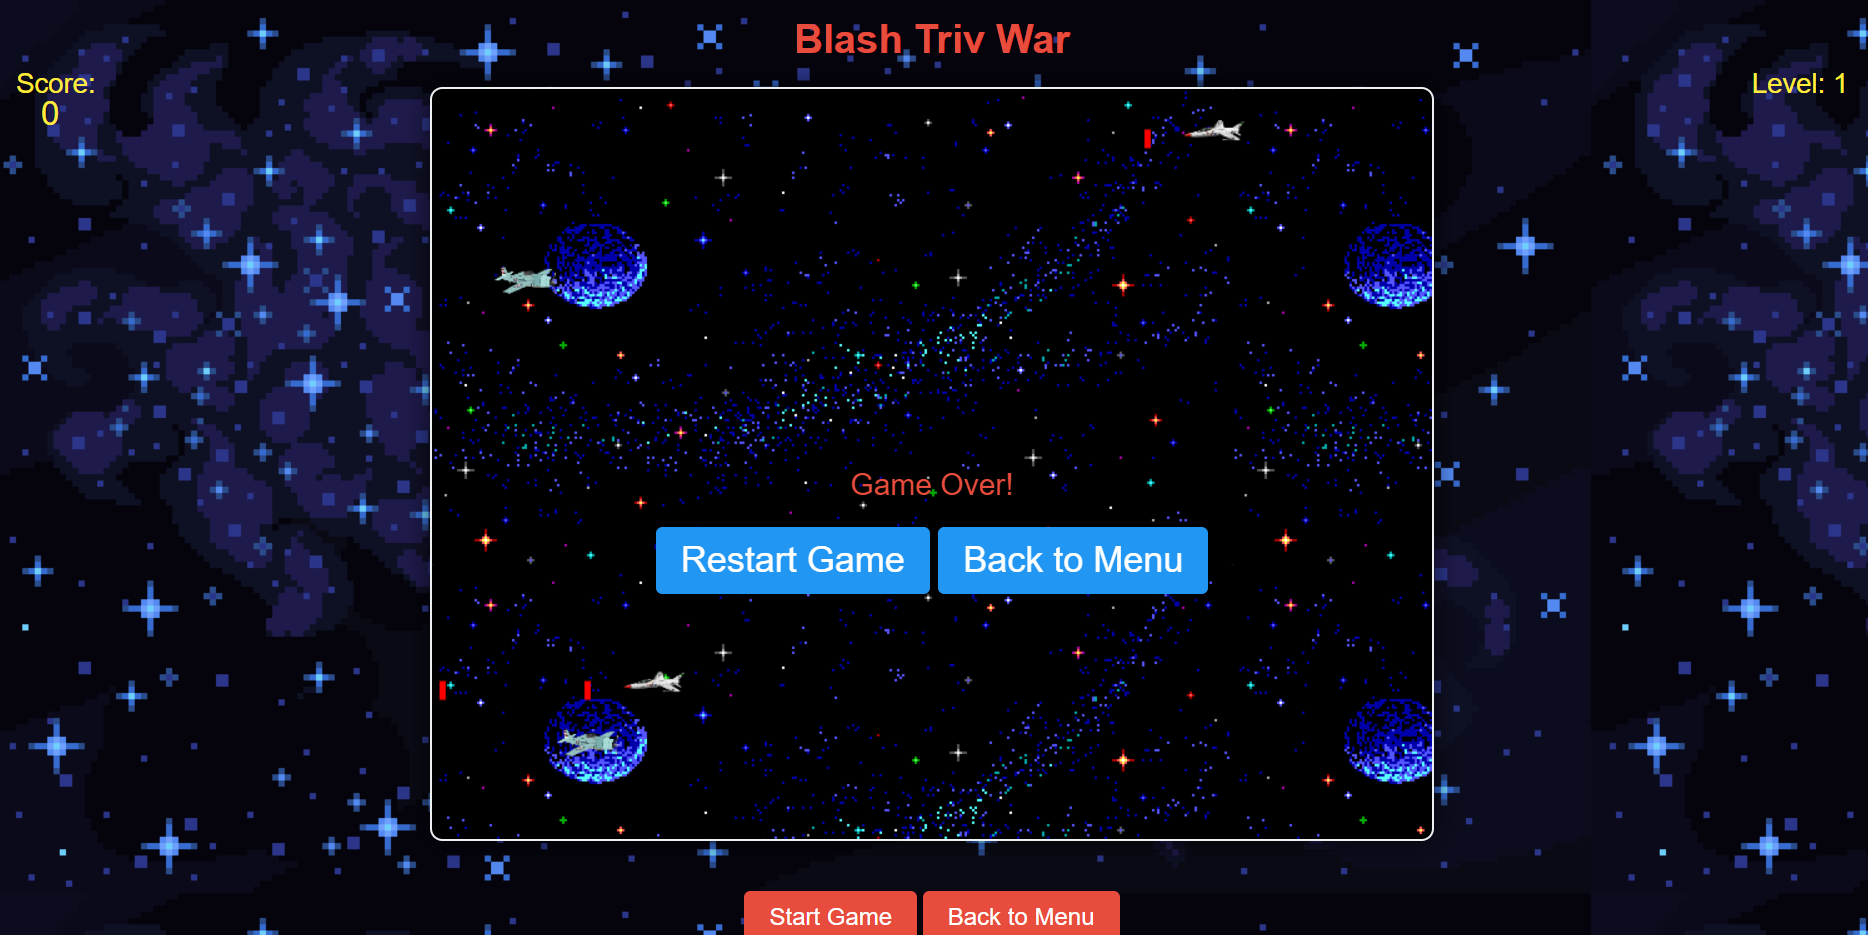 Blash Triv War
Score:
0
Level: 1
Game Over!
Restart Game
Back to Menu
Start Game
Back to Menu